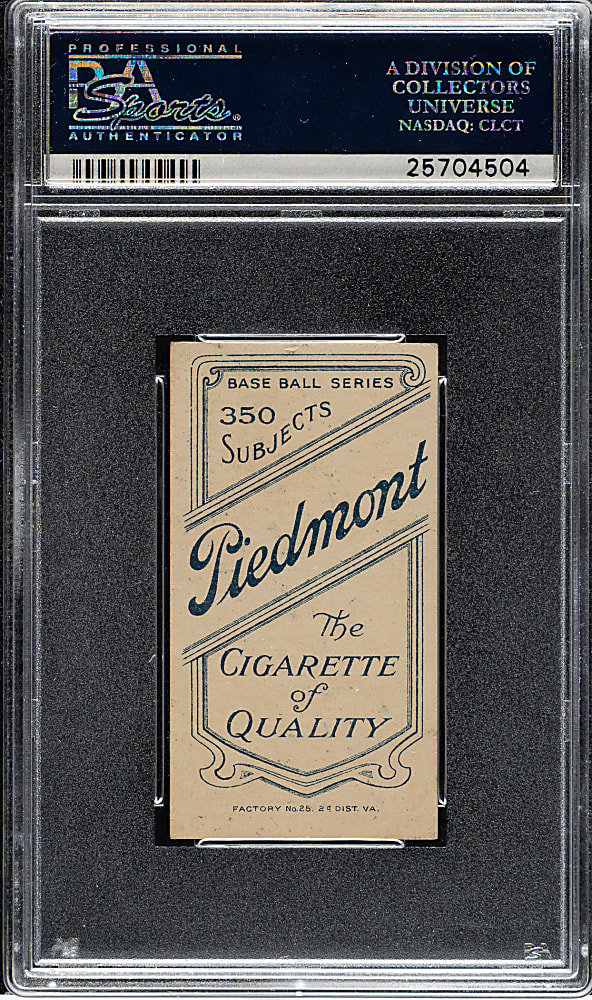 PROFESSIONAL
PSA
Sports®
AUTHENTICATOR
A DIVISION OF
COLLECTORS
UNIVERSE
NASDAQ: CLCT
25704504
BASE BALL SERIES
350
SUBJECTS
Piedmont
The
CIGARETTE
of
QUALITY
FACTORY No.25. 2d DIST. VA.
PSA